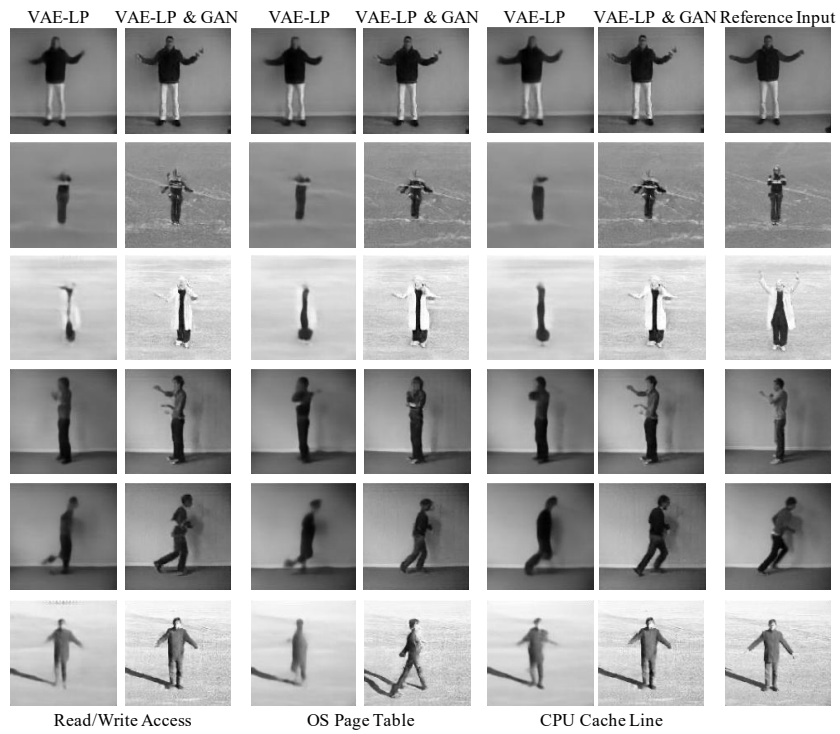 VAE-LP VAE-LP & GAN VAE-LP VAE-LP & GAN VAE-LP VAE-LP & GAN Reference Input
Read/Write Access OS Page Table CPU Cache Line